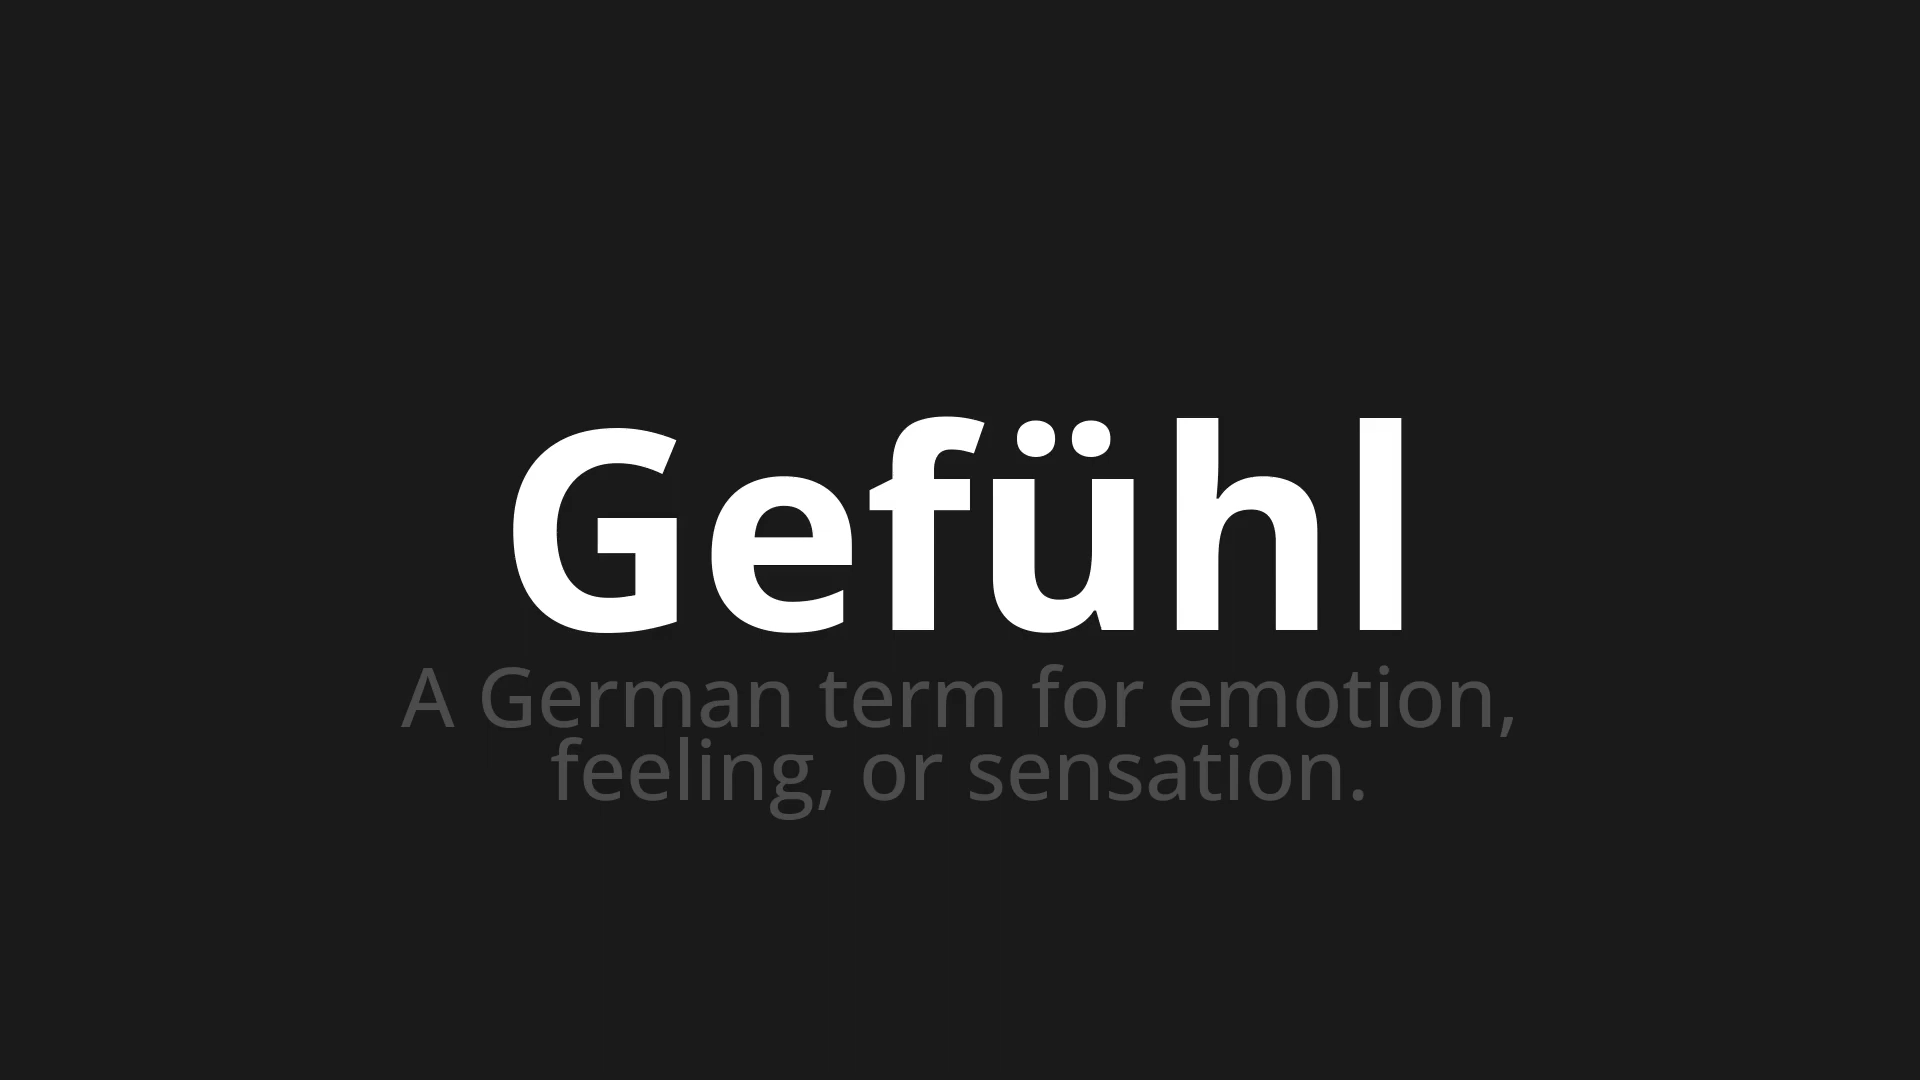 Gefühl
A German term for emotion,
feeling, or sensation.